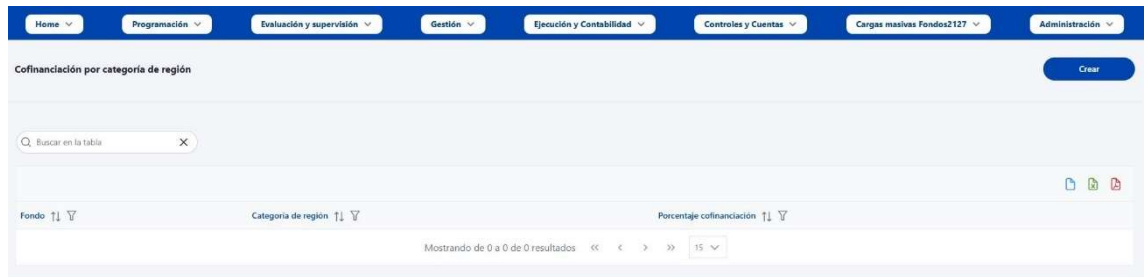 Home Programación Evaluación y supervisión Gestión Ejecución y Contabilidad Controles y Cuentas Cargas masivas Fondos2127 Administración
Cofinanciación por categoría de región Crear
Buscar en la tabla
Fondo Categoría de región Porcentaje cofinanciación
Mostrando de 0 a 0 de 0 resultados « < > » 15